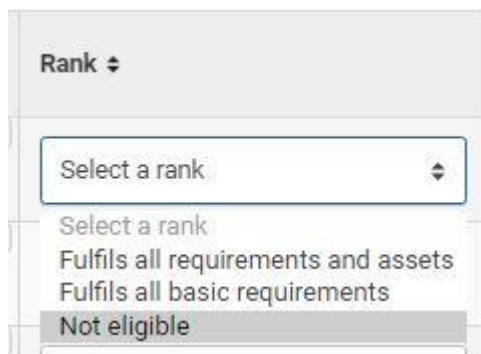 Rank
Select a rank
Select a rank
Fulfils all requirements and assets
Fulfils all basic requirements
Not eligible